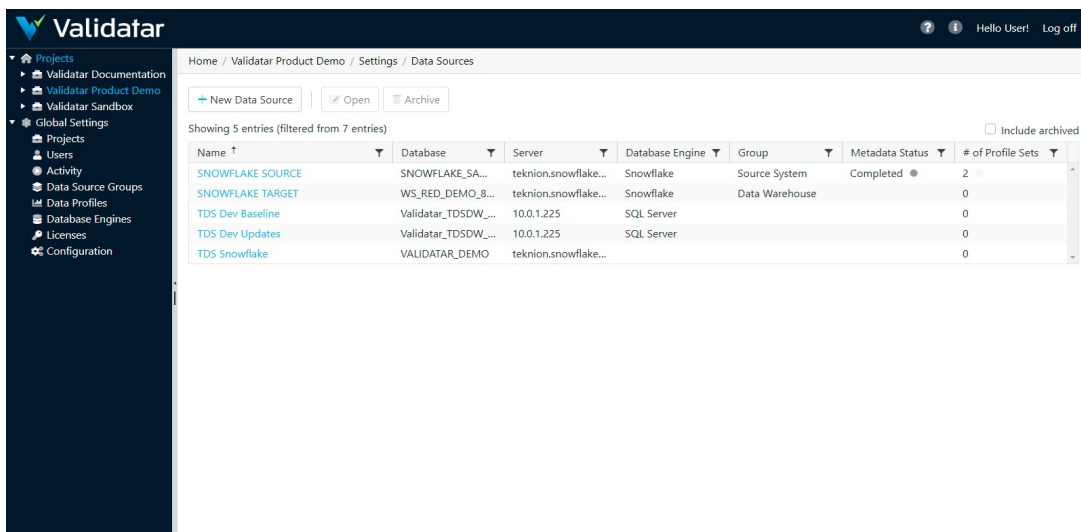 Validatar
Hello User! Log off
Projects
Validatar Documentation
Validatar Product Demo
Validatar Sandbox
Global Settings
Projects
Users
Activity
Data Source Groups
Data Profiles
Database Engines
Licenses
Configuration
Home / Validatar Product Demo / Settings / Data Sources
+ New Data Source Open Archive
Showing 5 entries (filtered from 7 entries) Include archived
Name ↑ Database Server Database Engine Group Metadata Status # of Profile Sets
SNOWFLAKE SOURCE SNOWFLAKE_SA... teknion.snowflake... Snowflake Source System Completed 2
SNOWFLAKE TARGET WS_RED_DEMO_8... teknion.snowflake... Snowflake Data Warehouse 0
TDS Dev Baseline Validatar_TDSDW_... 10.0.1.225 SQL Server 0
TDS Dev Updates Validatar_TDSDW_... 10.0.1.225 SQL Server 0
TDS Snowflake VALIDATAR_DEMO teknion.snowflake... 0